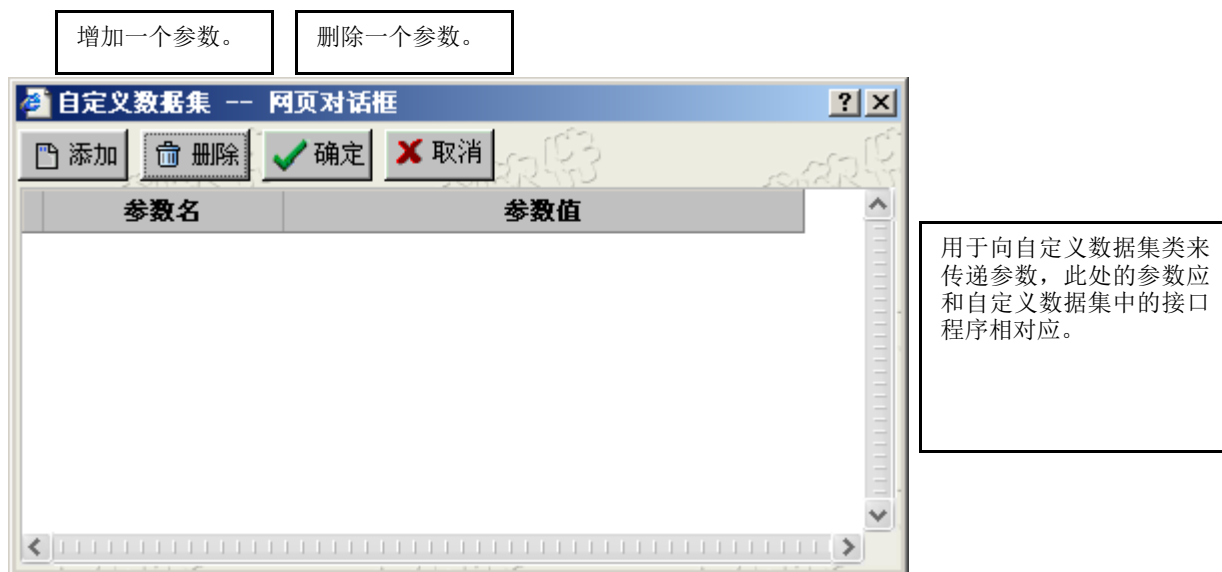 增加一个参数。
删除一个参数。
自定义数据集 -- 网页对话框
添加 删除 确定 取消
参数名 参数值
用于向自定义数据集类来
传递参数，此处的参数应
和自定义数据集中的接口
程序相对应。